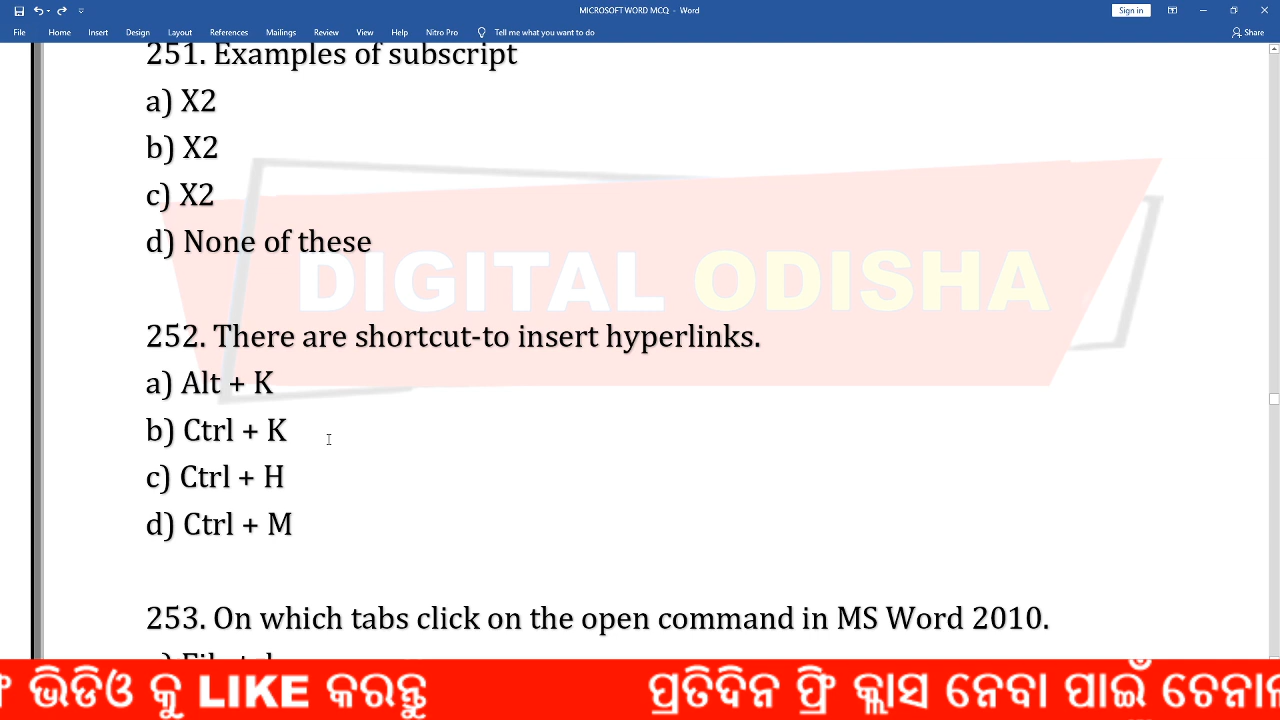 MICROSOFT WORD MCQ - Word
Sign in
File Home Insert Design Layout References Mailings Review View Help Nitro Pro Tell me what you want to do Share
251. Examples of subscript
a) X2
b) X2
c) X2
d) None of these
DIGITAL ODISHA
252. There are shortcut-to insert hyperlinks.
a) Alt + K
b) Ctrl + K
c) Ctrl + H
d) Ctrl + M
253. On which tabs click on the open command in MS Word 2010.
ଭିଡିଓ କୁ LIKE କରନ୍ତୁ ପ୍ରତିଦିନ ଫ୍ରି କ୍ଲାସ ନେବା ପାଇଁ